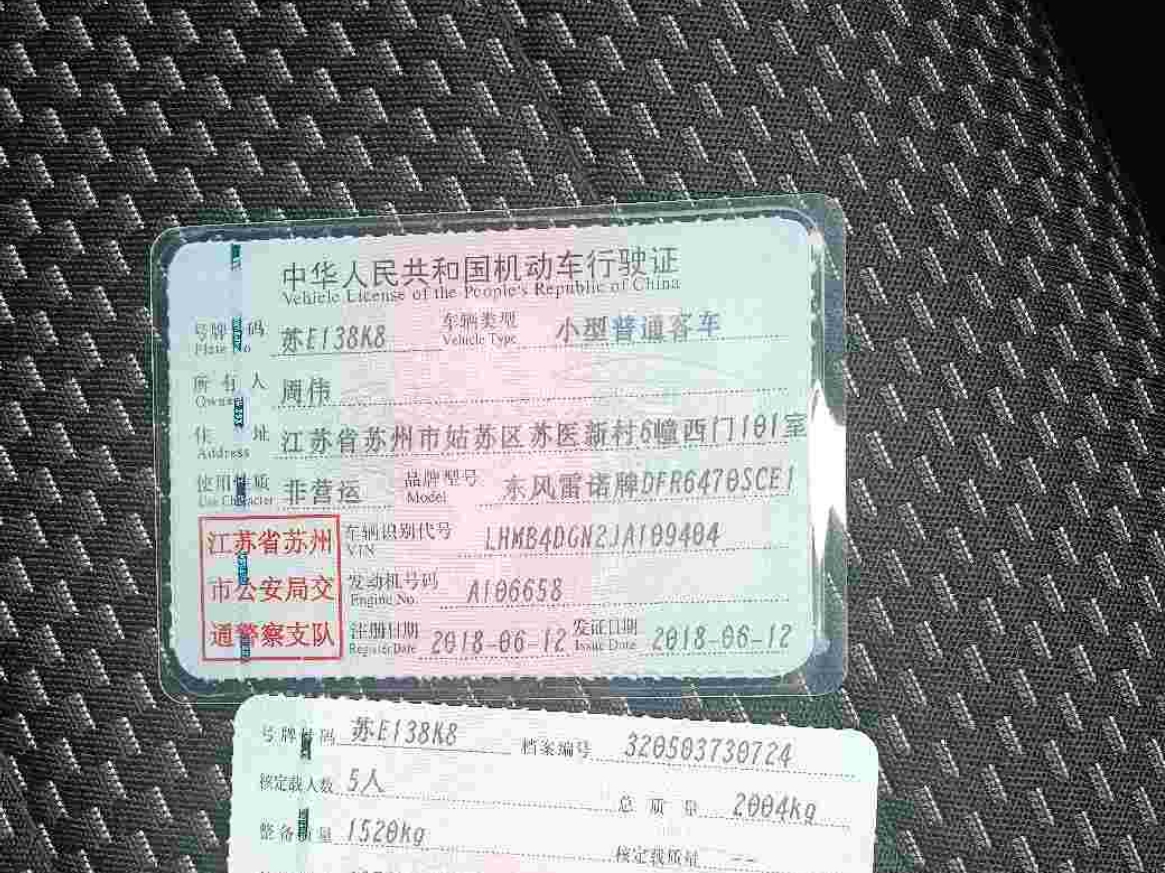 中华人民共和国机动车行驶证
Vehicle License of the People's Republic of China
号牌号码 苏E138K8 车辆类型 小型普通客车
Plate No Vehicle Type
所有人 周伟
Owner
住址 江苏省苏州市姑苏区苏医新村6幢西门101室
Address
使用性质 非营运 品牌型号 东风雷诺牌DFR6470SCE1
Use Character Model
江苏省苏州 车辆识别代号 LHMB4DGN2JA109404
VIN
市公安局交 发动机号码 A106658
Engine No.
通警察支队 注册日期 2018-06-12 发证日期 2018-06-12
Register Date Issue Date
号牌号码 苏E138K8 档案编号 320503730724
核定载人数 5人 总质量 2004kg
整备质量 1520kg 核定载质量 --